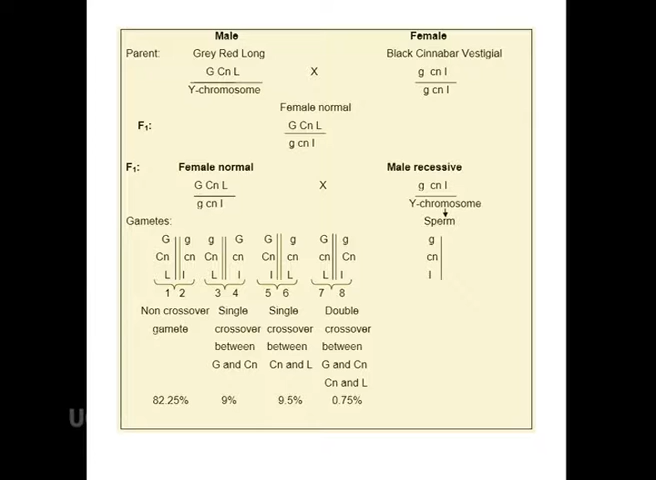 Male Female
Parent: Grey Red Long Black Cinnabar Vestigial
G Cn L X g cn l
Y-chromosome g cn l
Female normal
F1: G Cn L
g cn l
F1: Female normal Male recessive
G Cn L X g cn l
g cn l Y-chromosome
Gametes: Sperm
G g g G G g G g g
Cn cn Cn cn Cn cn cn Cn cn
L l L l l L L l l
1 2 3 4 5 6 7 8
Non crossover Single Single Double
gamete crossover crossover crossover
between between between
G and Cn Cn and L G and Cn
Cn and L
82.25% 9% 9.5% 0.75%